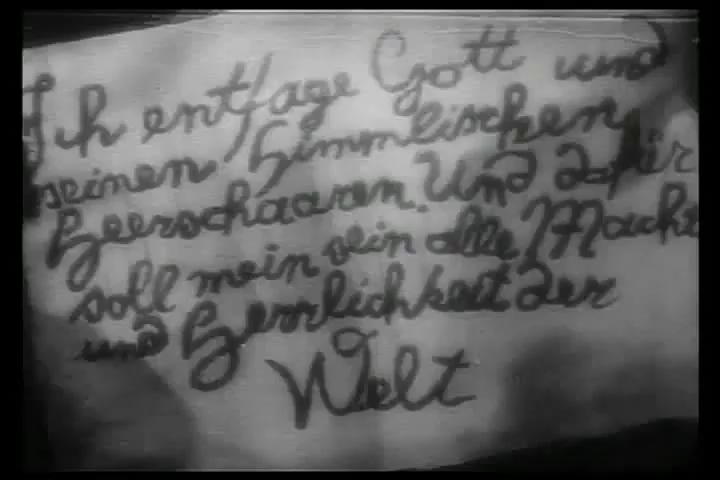 Ich entsage Gott und
seinen himmlischen
Heerschaaren. Und dafür
soll mein sein alle Macht
und Herrlichkeit der
Welt